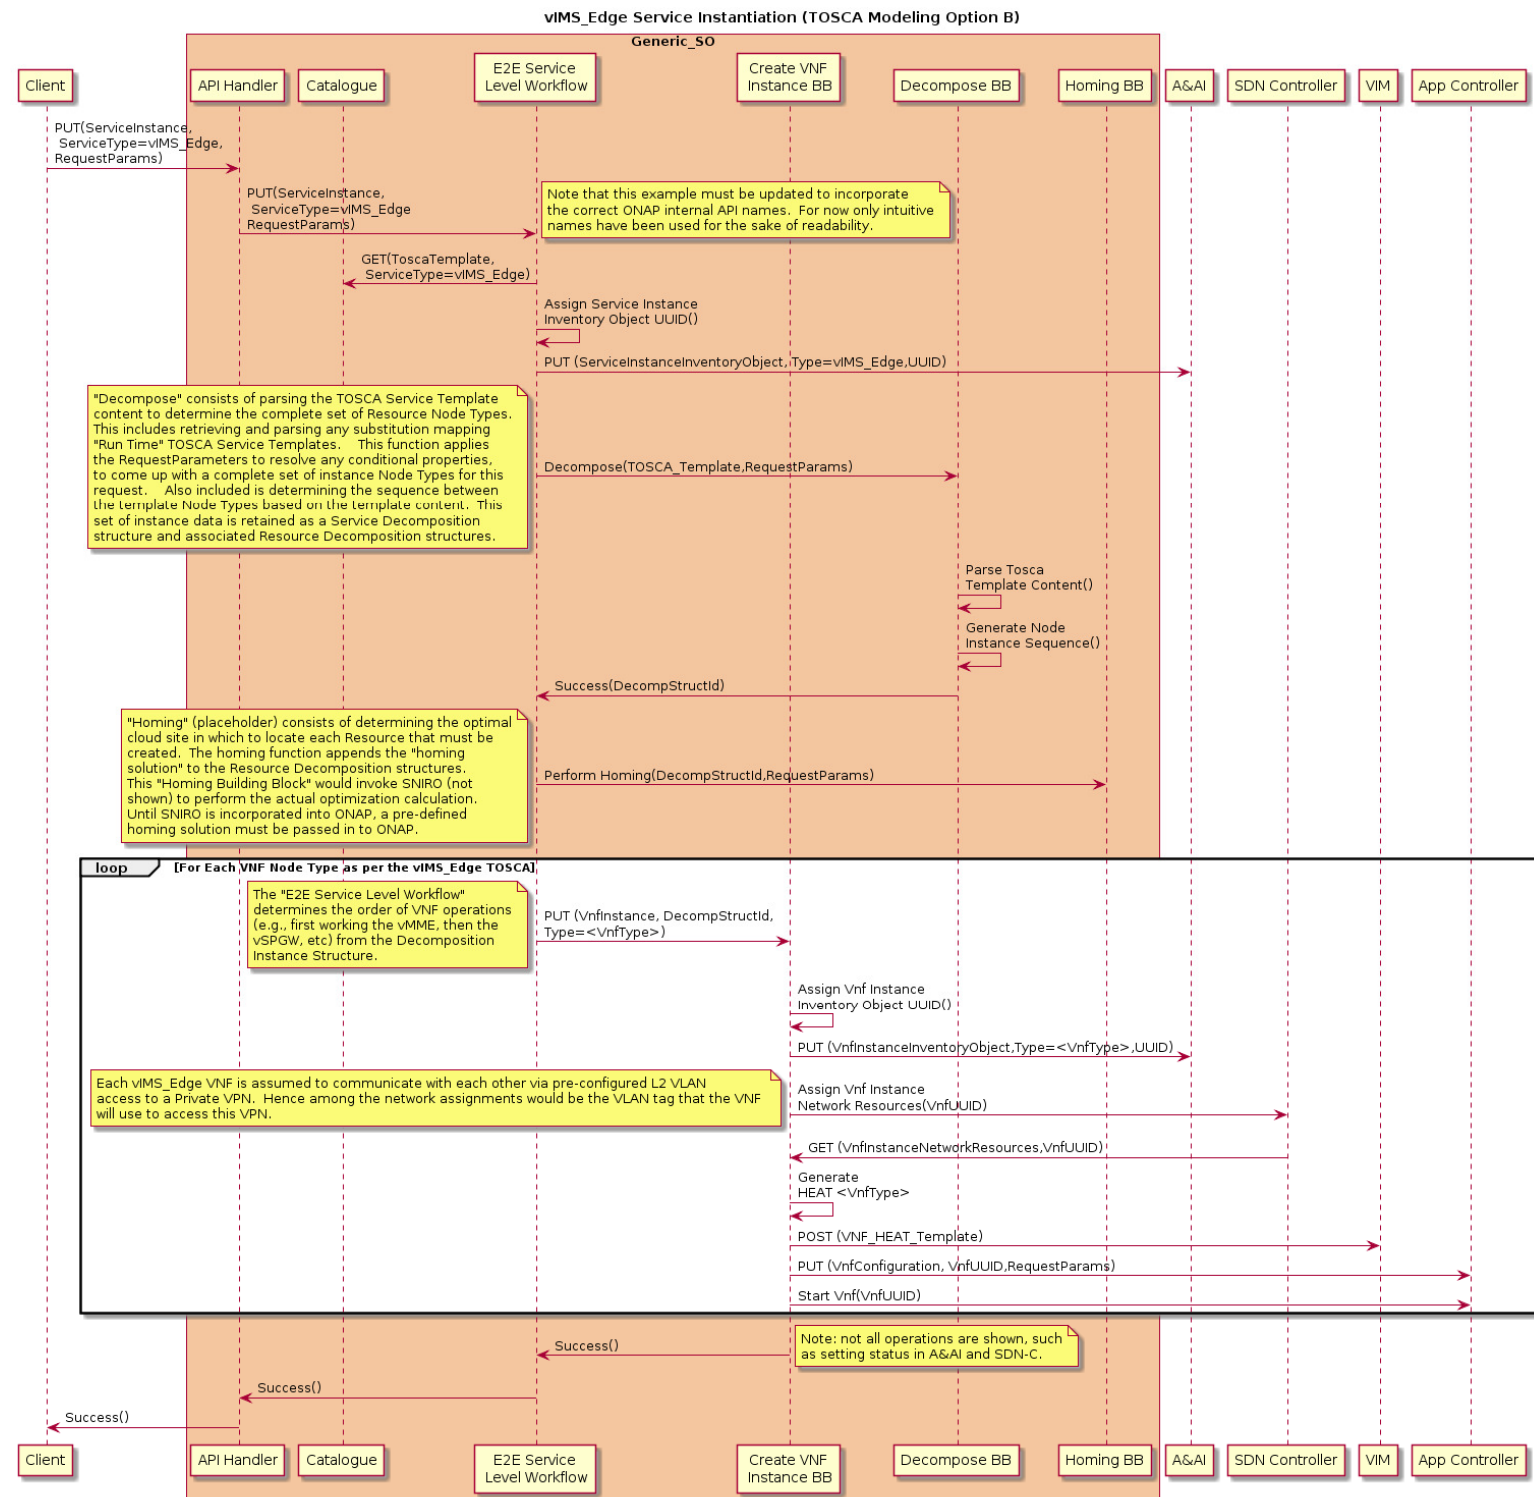 vIMS_Edge Service Instantiation (TOSCA Modeling Option B)
Generic_SO
Client
API Handler
Catalogue
E2E Service
Level Workflow
Create VNF
Instance BB
Decompose BB
Homing BB
A&AI
SDN Controller
VIM
App Controller
PUT(ServiceInstance,
ServiceType=vIMS_Edge,
RequestParams)
PUT(ServiceInstance,
ServiceType=vIMS_Edge
RequestParams)
Note that this example must be updated to incorporate
the correct ONAP internal API names.  For now only intuitive
names have been used for the sake of readability.
GET(ToscaTemplate,
ServiceType=vIMS_Edge)
Assign Service Instance
Inventory Object UUID()
PUT (ServiceInstanceInventoryObject, Type=vIMS_Edge,UUID)
"Decompose" consists of parsing the TOSCA Service Template
content to determine the complete set of Resource Node Types.
This includes retrieving and parsing any substitution mapping
"Run Time" TOSCA Service Templates.    This function applies
the RequestParameters to resolve any conditional properties,
to come up with a complete set of instance Node Types for this
request.    Also included is determining the sequence between
the template Node Types based on the template content.  This
set of instance data is retained as a Service Decomposition
structure and associated Resource Decomposition structures.
Decompose(TOSCA_Template,RequestParams)
Parse Tosca
Template Content()
Generate Node
Instance Sequence()
Success(DecompStructId)
"Homing" (placeholder) consists of determining the optimal
cloud site in which to locate each Resource that must be
created.  The homing function appends the "homing
solution" to the Resource Decomposition structures.
This "Homing Building Block" would invoke SNIRO (not
shown) to perform the actual optimization calculation.
Until SNIRO is incorporated into ONAP, a pre-defined
homing solution must be passed in to ONAP.
Perform Homing(DecompStructId,RequestParams)
loop
[For Each VNF Node Type as per the vIMS_Edge TOSCA]
The "E2E Service Level Workflow"
determines the order of VNF operations
(e.g., first working the vMME, then the
vSPGW, etc) from the Decomposition
Instance Structure.
PUT (VnfInstance, DecompStructId,
Type=<VnfType>)
Assign Vnf Instance
Inventory Object UUID()
PUT (VnfInstanceInventoryObject,Type=<VnfType>,UUID)
Each vIMS_Edge VNF is assumed to communicate with each other via pre-configured L2 VLAN
access to a Private VPN.  Hence among the network assignments would be the VLAN tag that the VNF
will use to access this VPN.
Assign Vnf Instance
Network Resources(VnfUUID)
GET (VnfInstanceNetworkResources,VnfUUID)
Generate
HEAT <VnfType>
POST (VNF_HEAT_Template)
PUT (VnfConfiguration, VnfUUID,RequestParams)
Start Vnf(VnfUUID)
Note: not all operations are shown, such
as setting status in A&AI and SDN-C.
Success()
Success()
Success()
Client
API Handler
Catalogue
E2E Service
Level Workflow
Create VNF
Instance BB
Decompose BB
Homing BB
A&AI
SDN Controller
VIM
App Controller